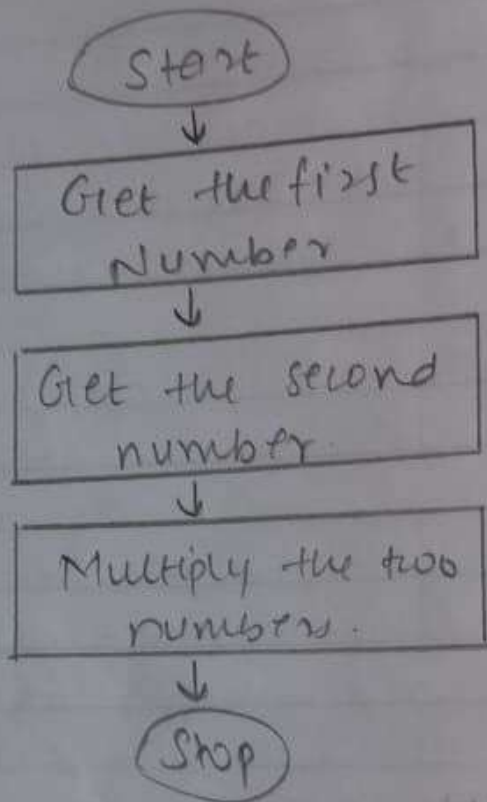 Start
Get the first
Number
Get the second
number.
Multiply the two
numbers.
Stop